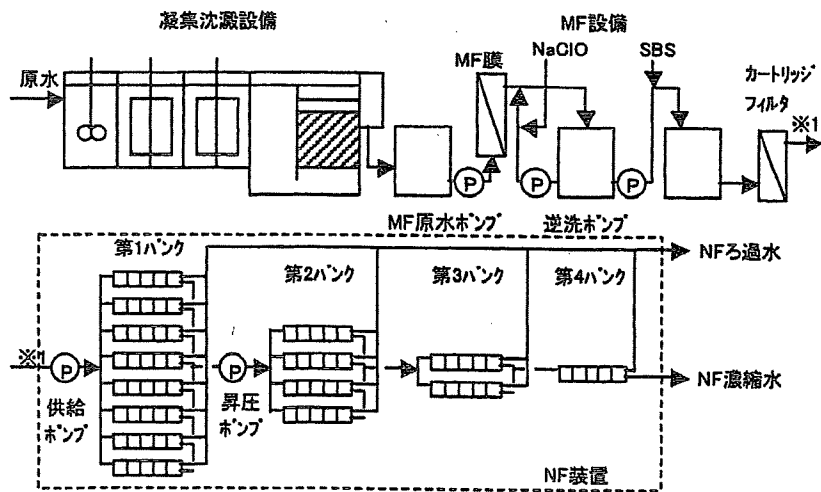 凝集沈澱設備
MF設備
原水
MF膜
NaClO
SBS
カートリッジ
フィルタ
※1
P
P
P
MF原水ポンプ
逆洗ポンプ
第1バンク
第2バンク
第3バンク
第4バンク
NFろ過水
※1
P
P
供給
ポンプ
昇圧
ポンプ
NF濃縮水
NF装置